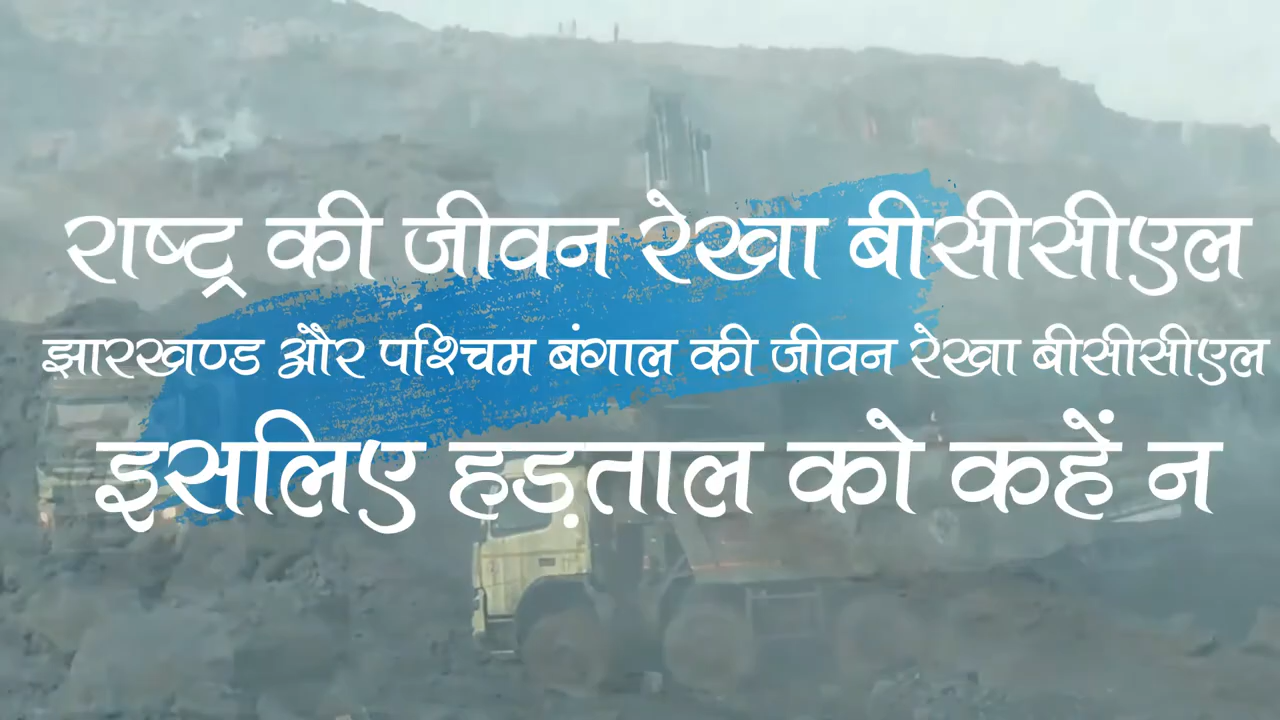 राष्ट्र की जीवन रेखा बीसीसीएल
झारखण्ड और पश्चिम बंगाल की जीवन रेखा बीसीसीएल
इसलिए हड़ताल को कहें न